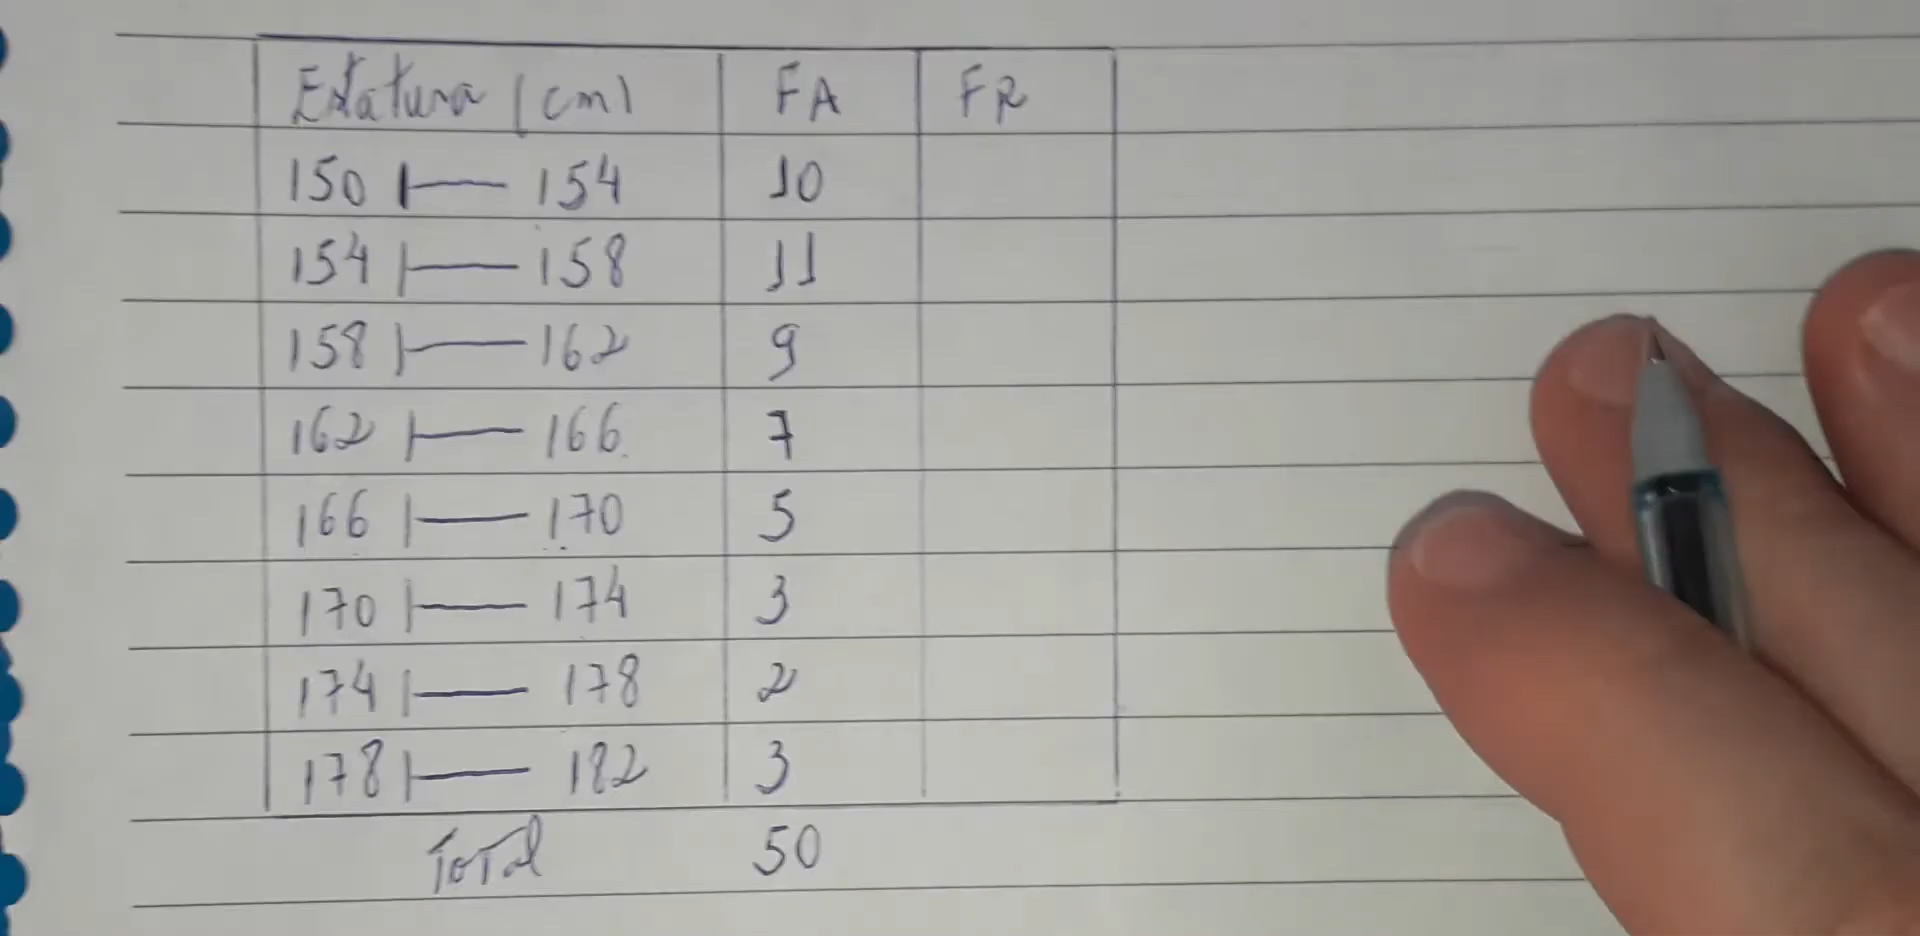 Estatura (cm) FA FR
150 |— 154 10
154 |— 158 11
158 |— 162 9
162 |— 166 7
166 |— 170 5
170 |— 174 3
174 |— 178 2
178 |— 182 3
Total 50